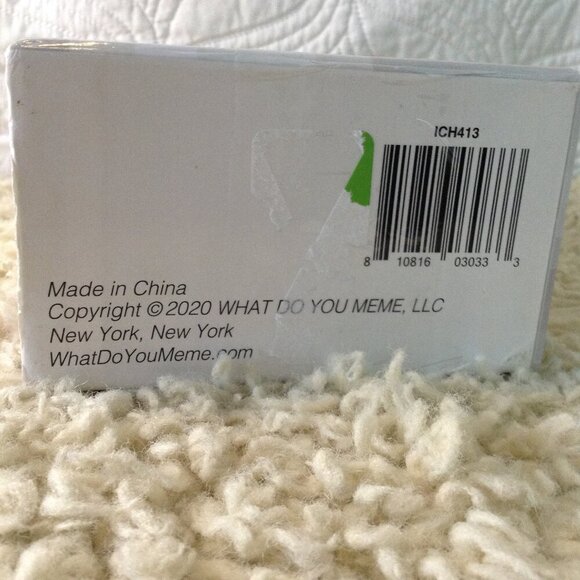 ICH413
8 10816 03033 3
Made in China
Copyright © 2020 WHAT DO YOU MEME, LLC
New York, New York
WhatDoYouMeme.com